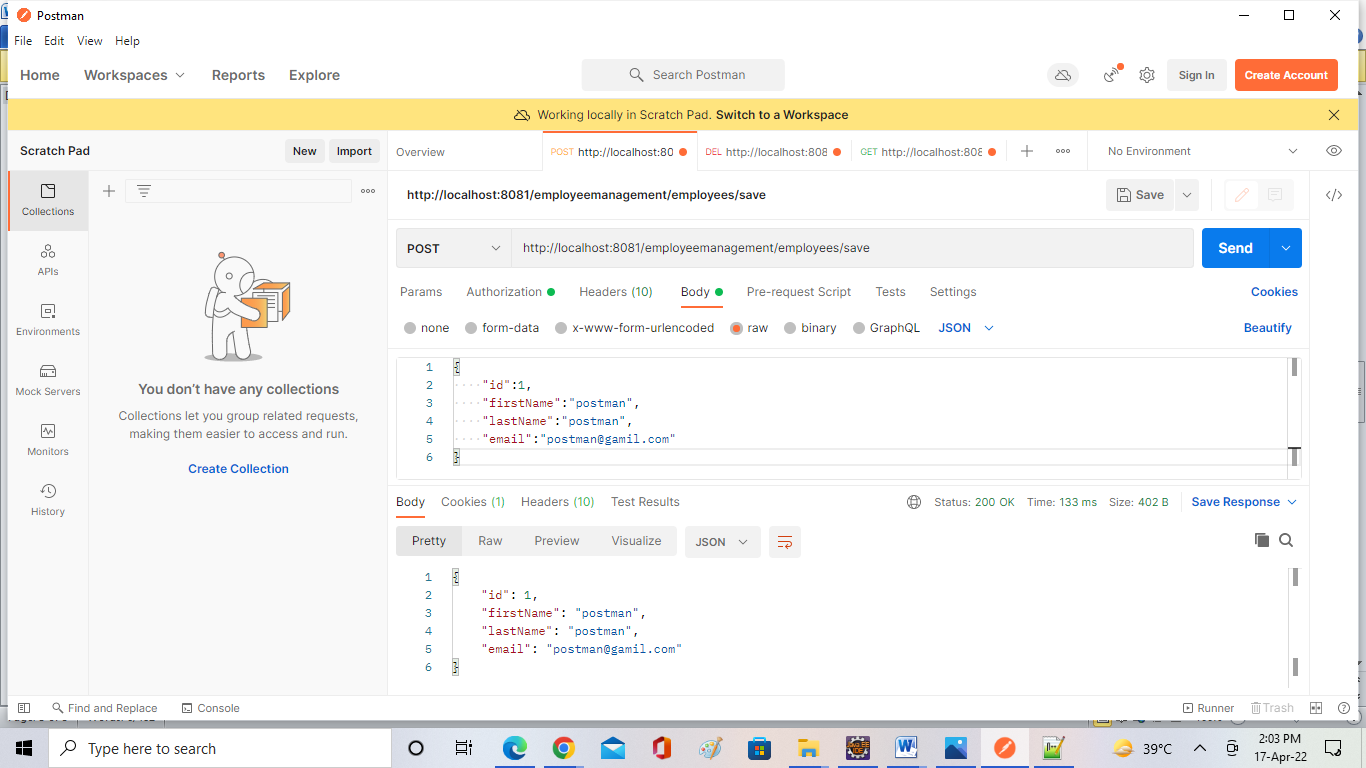 Postman
File Edit View Help
Home Workspaces Reports Explore Search Postman Sign In Create Account
Working locally in Scratch Pad. Switch to a Workspace
Scratch Pad New Import
Overview POST http://localhost:80 DEL http://localhost:808 GET http://localhost:808 No Environment
Collections
APIs
Environments
Mock Servers
Monitors
History
You don't have any collections
Collections let you group related requests,
making them easier to access and run.
Create Collection
http://localhost:8081/employeemanagement/employees/save Save
POST http://localhost:8081/employeemanagement/employees/save Send
Params Authorization Headers (10) Body Pre-request Script Tests Settings Cookies
none form-data x-www-form-urlencoded raw binary GraphQL JSON Beautify
1 {
2 "id":1,
3 "firstName":"postman",
4 "lastName":"postman",
5 "email":"postman@gamil.com"
6 }
Body Cookies (1) Headers (10) Test Results Status: 200 OK Time: 133 ms Size: 402 B Save Response
Pretty Raw Preview Visualize JSON
1 {
2 "id": 1,
3 "firstName": "postman",
4 "lastName": "postman",
5 "email": "postman@gamil.com"
6 }
Find and Replace Console Runner Trash
Type here to search 39°C 2:03 PM
17-Apr-22